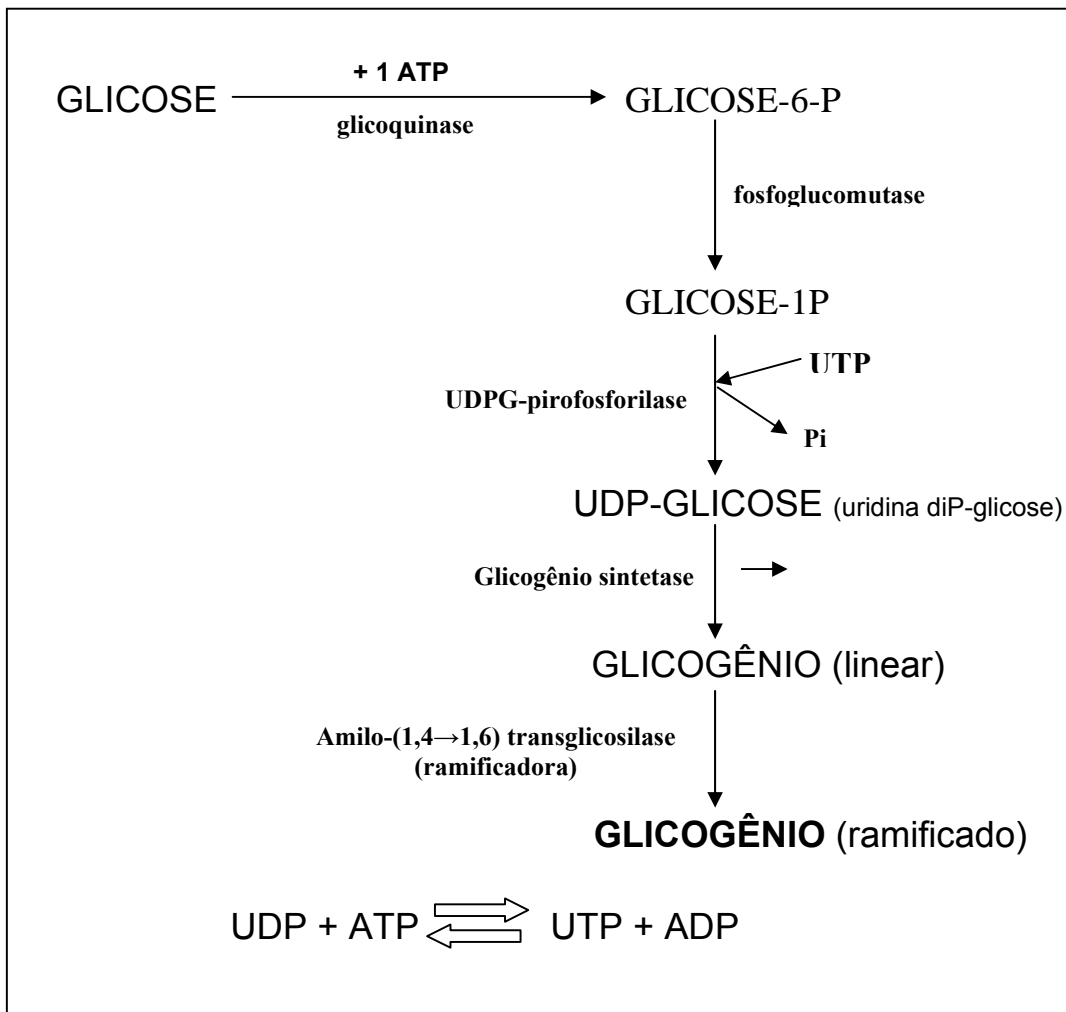 + 1 ATP
GLICOSE
GLICOSE-6-P
glicoquinase
fosfoglucomutase
GLICOSE-1P
UTP
UDPG-pirofosforilase
Pi
UDP-GLICOSE (uridina diP-glicose)
Glicogênio sintetase
GLICOGÊNIO (linear)
Amilo-(1,4→1,6) transglicosilase
(ramificadora)
GLICOGÊNIO (ramificado)
UDP + ATP ⇄ UTP + ADP